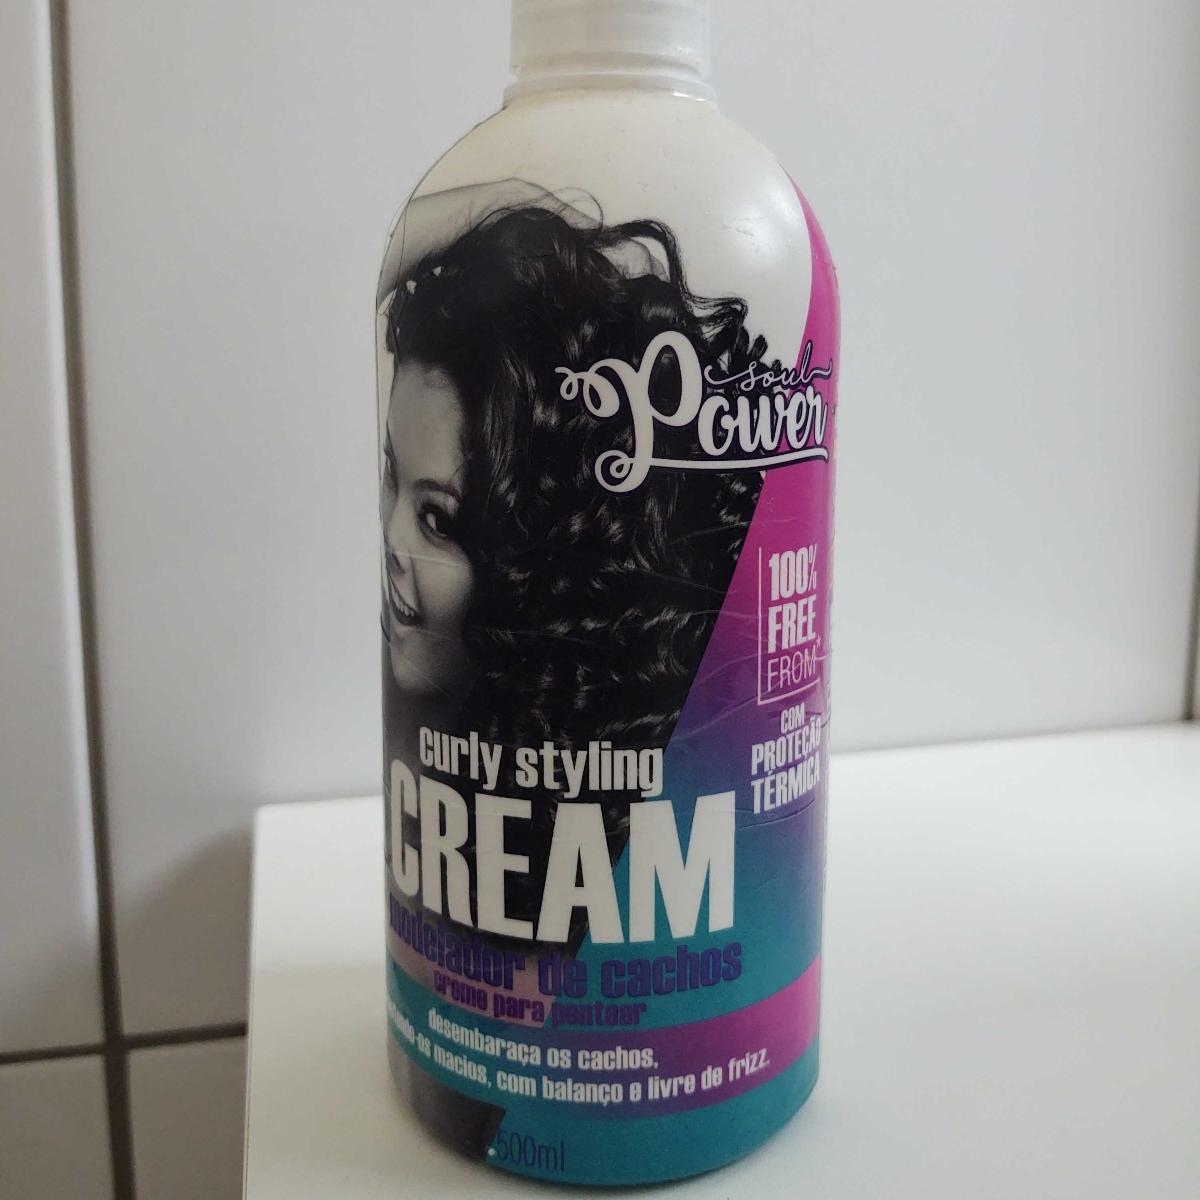 soul
Power
100%
FREE
FROM*
COM
PROTEÇÃO
TÉRMICA
curly styling
CREAM
modelador de cachos
creme para pentear
desembaraça os cachos,
macios, com balanço e livre de frizz.
500ml